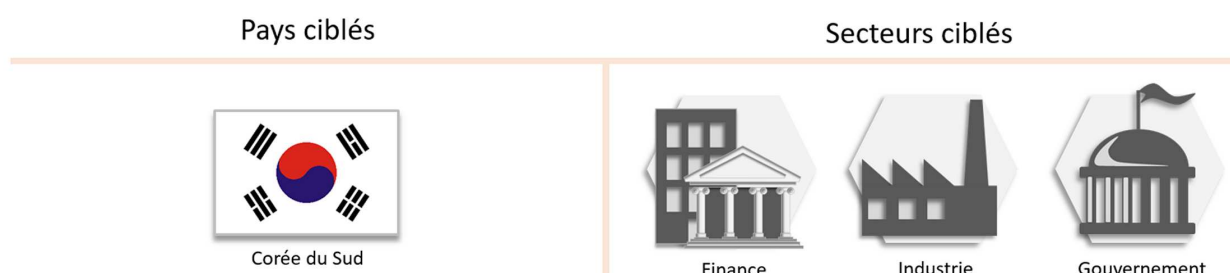 Pays ciblés
Secteurs ciblés
Corée du Sud
Finance
Industrie
Gouvernement